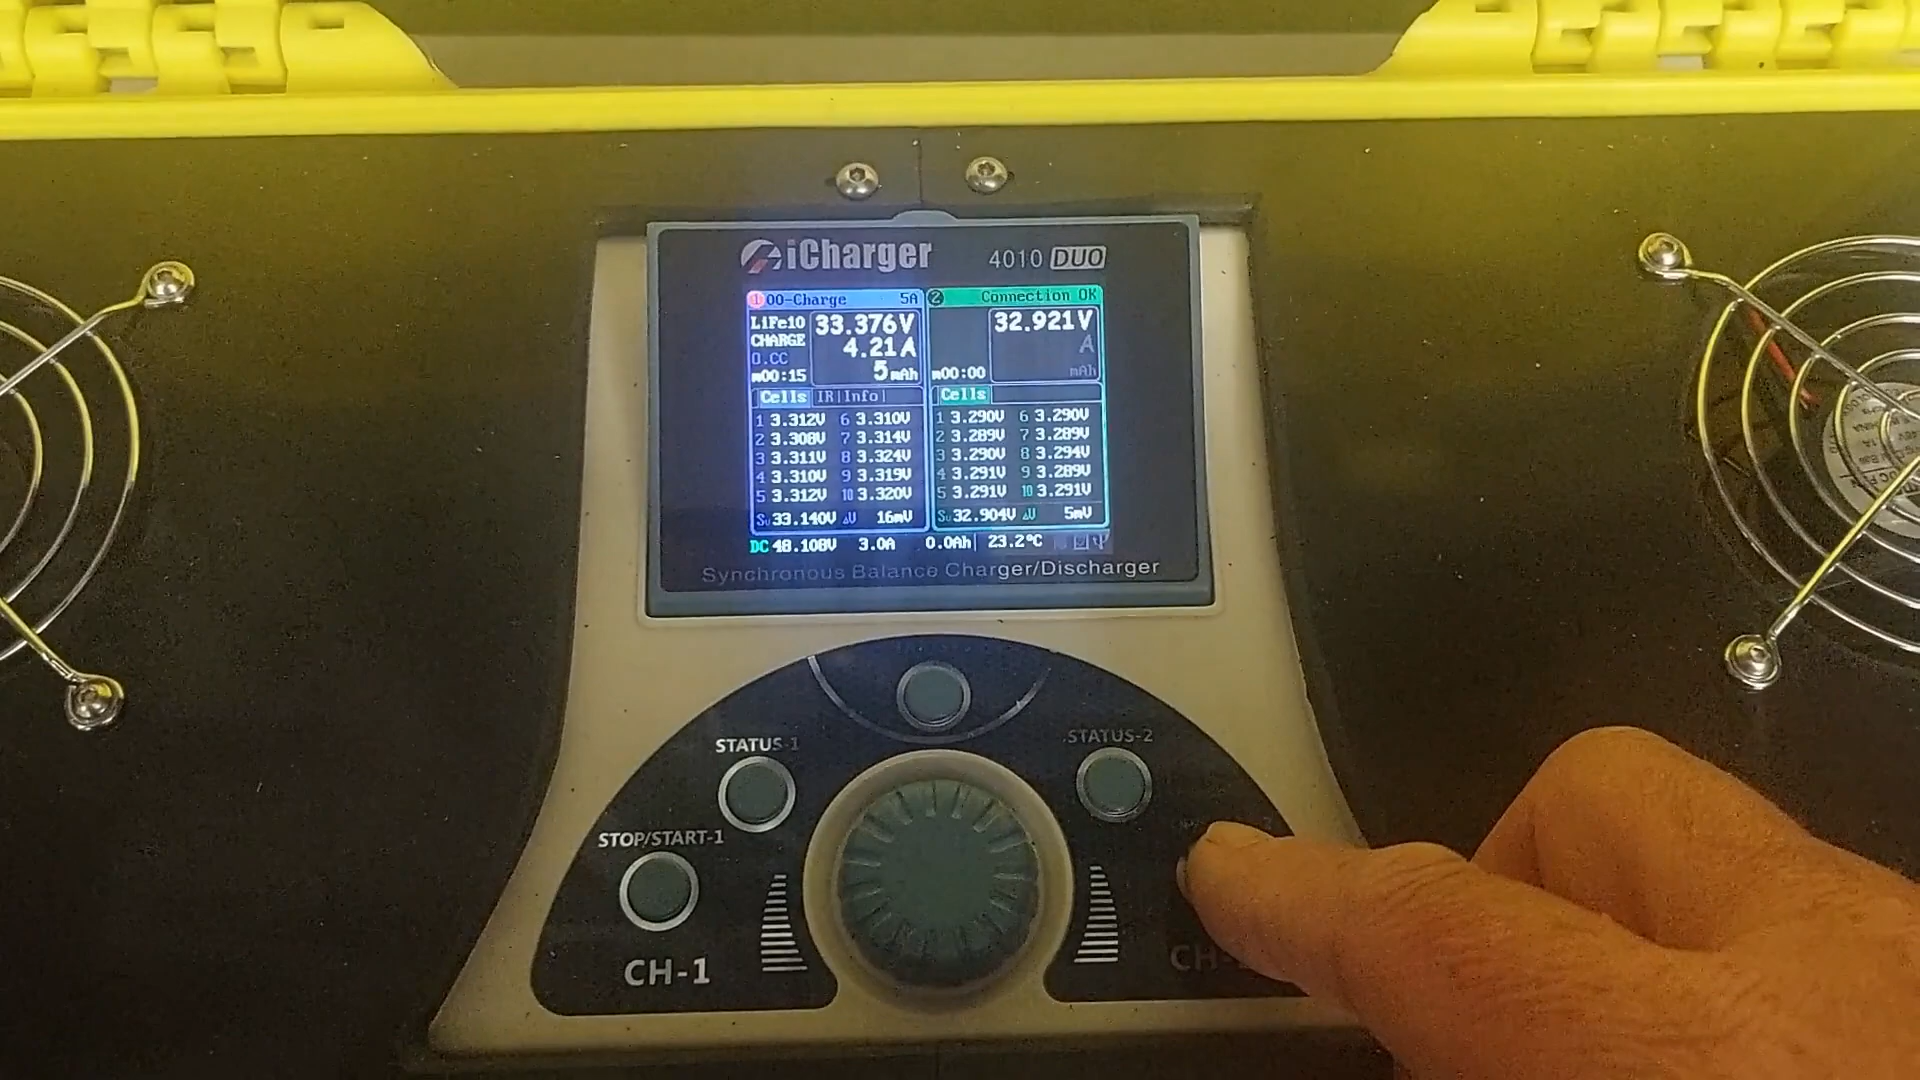 iCharger 4010 DUO
1 00-Charge 5A
LiFe10 33.376V
CHARGE 4.21A
0.CC
m00:15 5mAh
Cells IR Info
1 3.312V 6 3.310V
2 3.308V 7 3.314V
3 3.311V 8 3.324V
4 3.310V 9 3.319V
5 3.312V 10 3.320V
33.140V 16mV
2 Connection OK
32.921V
A
m00:00 mAh
Cells
1 3.290V 6 3.290V
2 3.289V 7 3.289V
3 3.290V 8 3.294V
4 3.291V 9 3.289V
5 3.291V 10 3.291V
32.904V 5mV
DC 48.108V 3.0A 0.0Ah 23.2°C
Synchronous Balance Charger/Discharger
STATUS-1
STATUS-2
STOP/START-1
CH-1